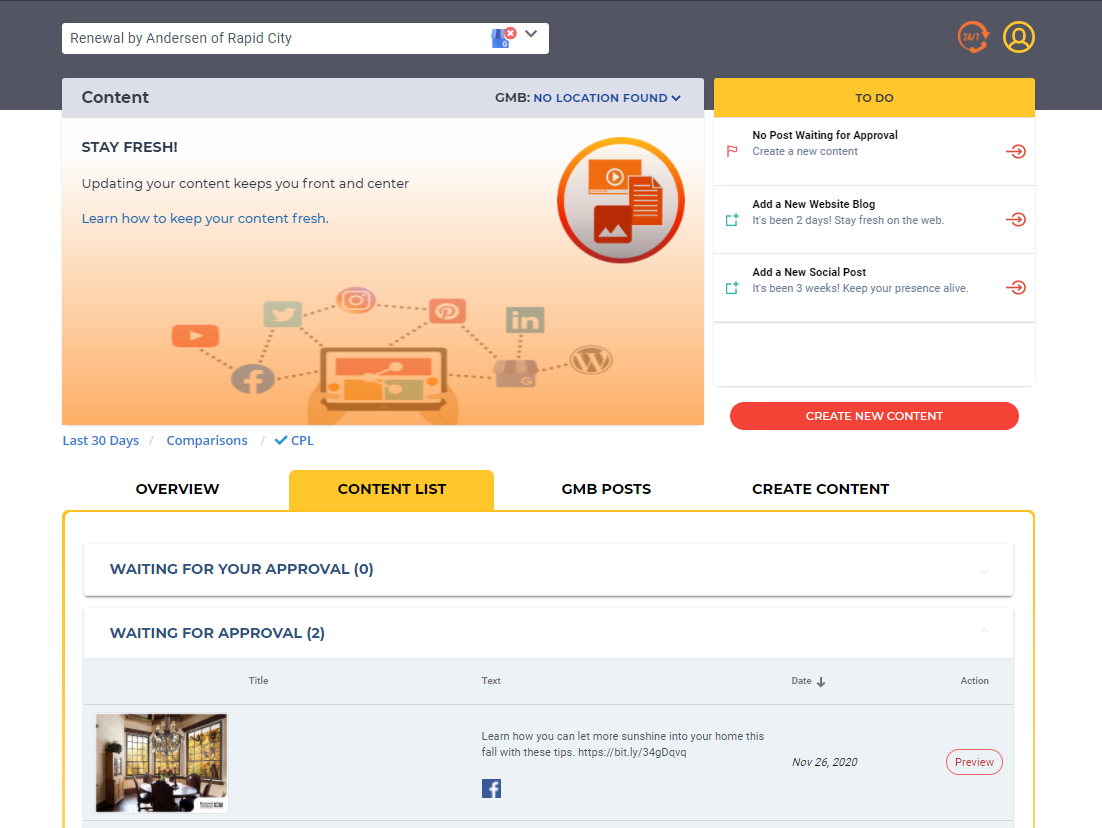 Renewal by Andersen of Rapid City
24/7
Content
GMB: NO LOCATION FOUND
TO DO
STAY FRESH!
Updating your content keeps you front and center
Learn how to keep your content fresh.
No Post Waiting for Approval
Create a new content
Add a New Website Blog
It's been 2 days! Stay fresh on the web.
Add a New Social Post
It's been 3 weeks! Keep your presence alive.
CREATE NEW CONTENT
Last 30 Days / Comparisons / CPL
OVERVIEW
CONTENT LIST
GMB POSTS
CREATE CONTENT
WAITING FOR YOUR APPROVAL (0)
WAITING FOR APPROVAL (2)
Title
Text
Date
Action
Learn how you can let more sunshine into your home this
fall with these tips. https://bit.ly/34gDqvq
Nov 26, 2020
Preview